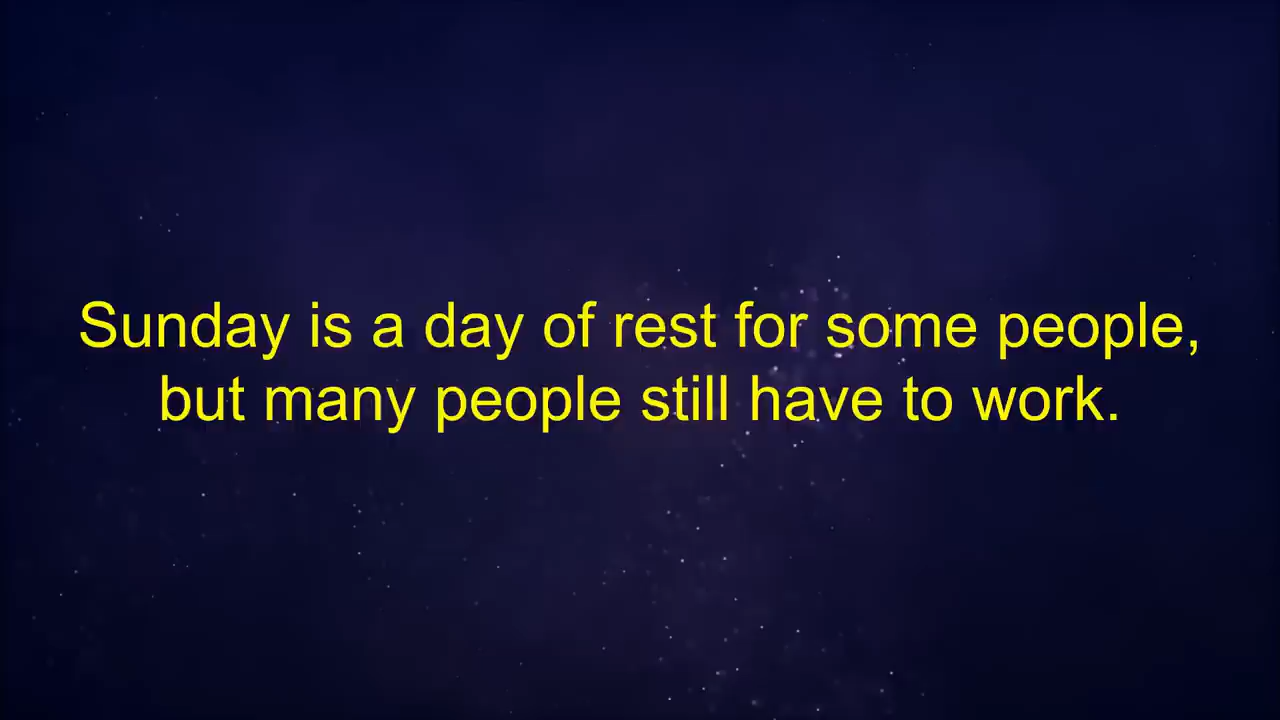 Sunday is a day of rest for some people,
but many people still have to work.